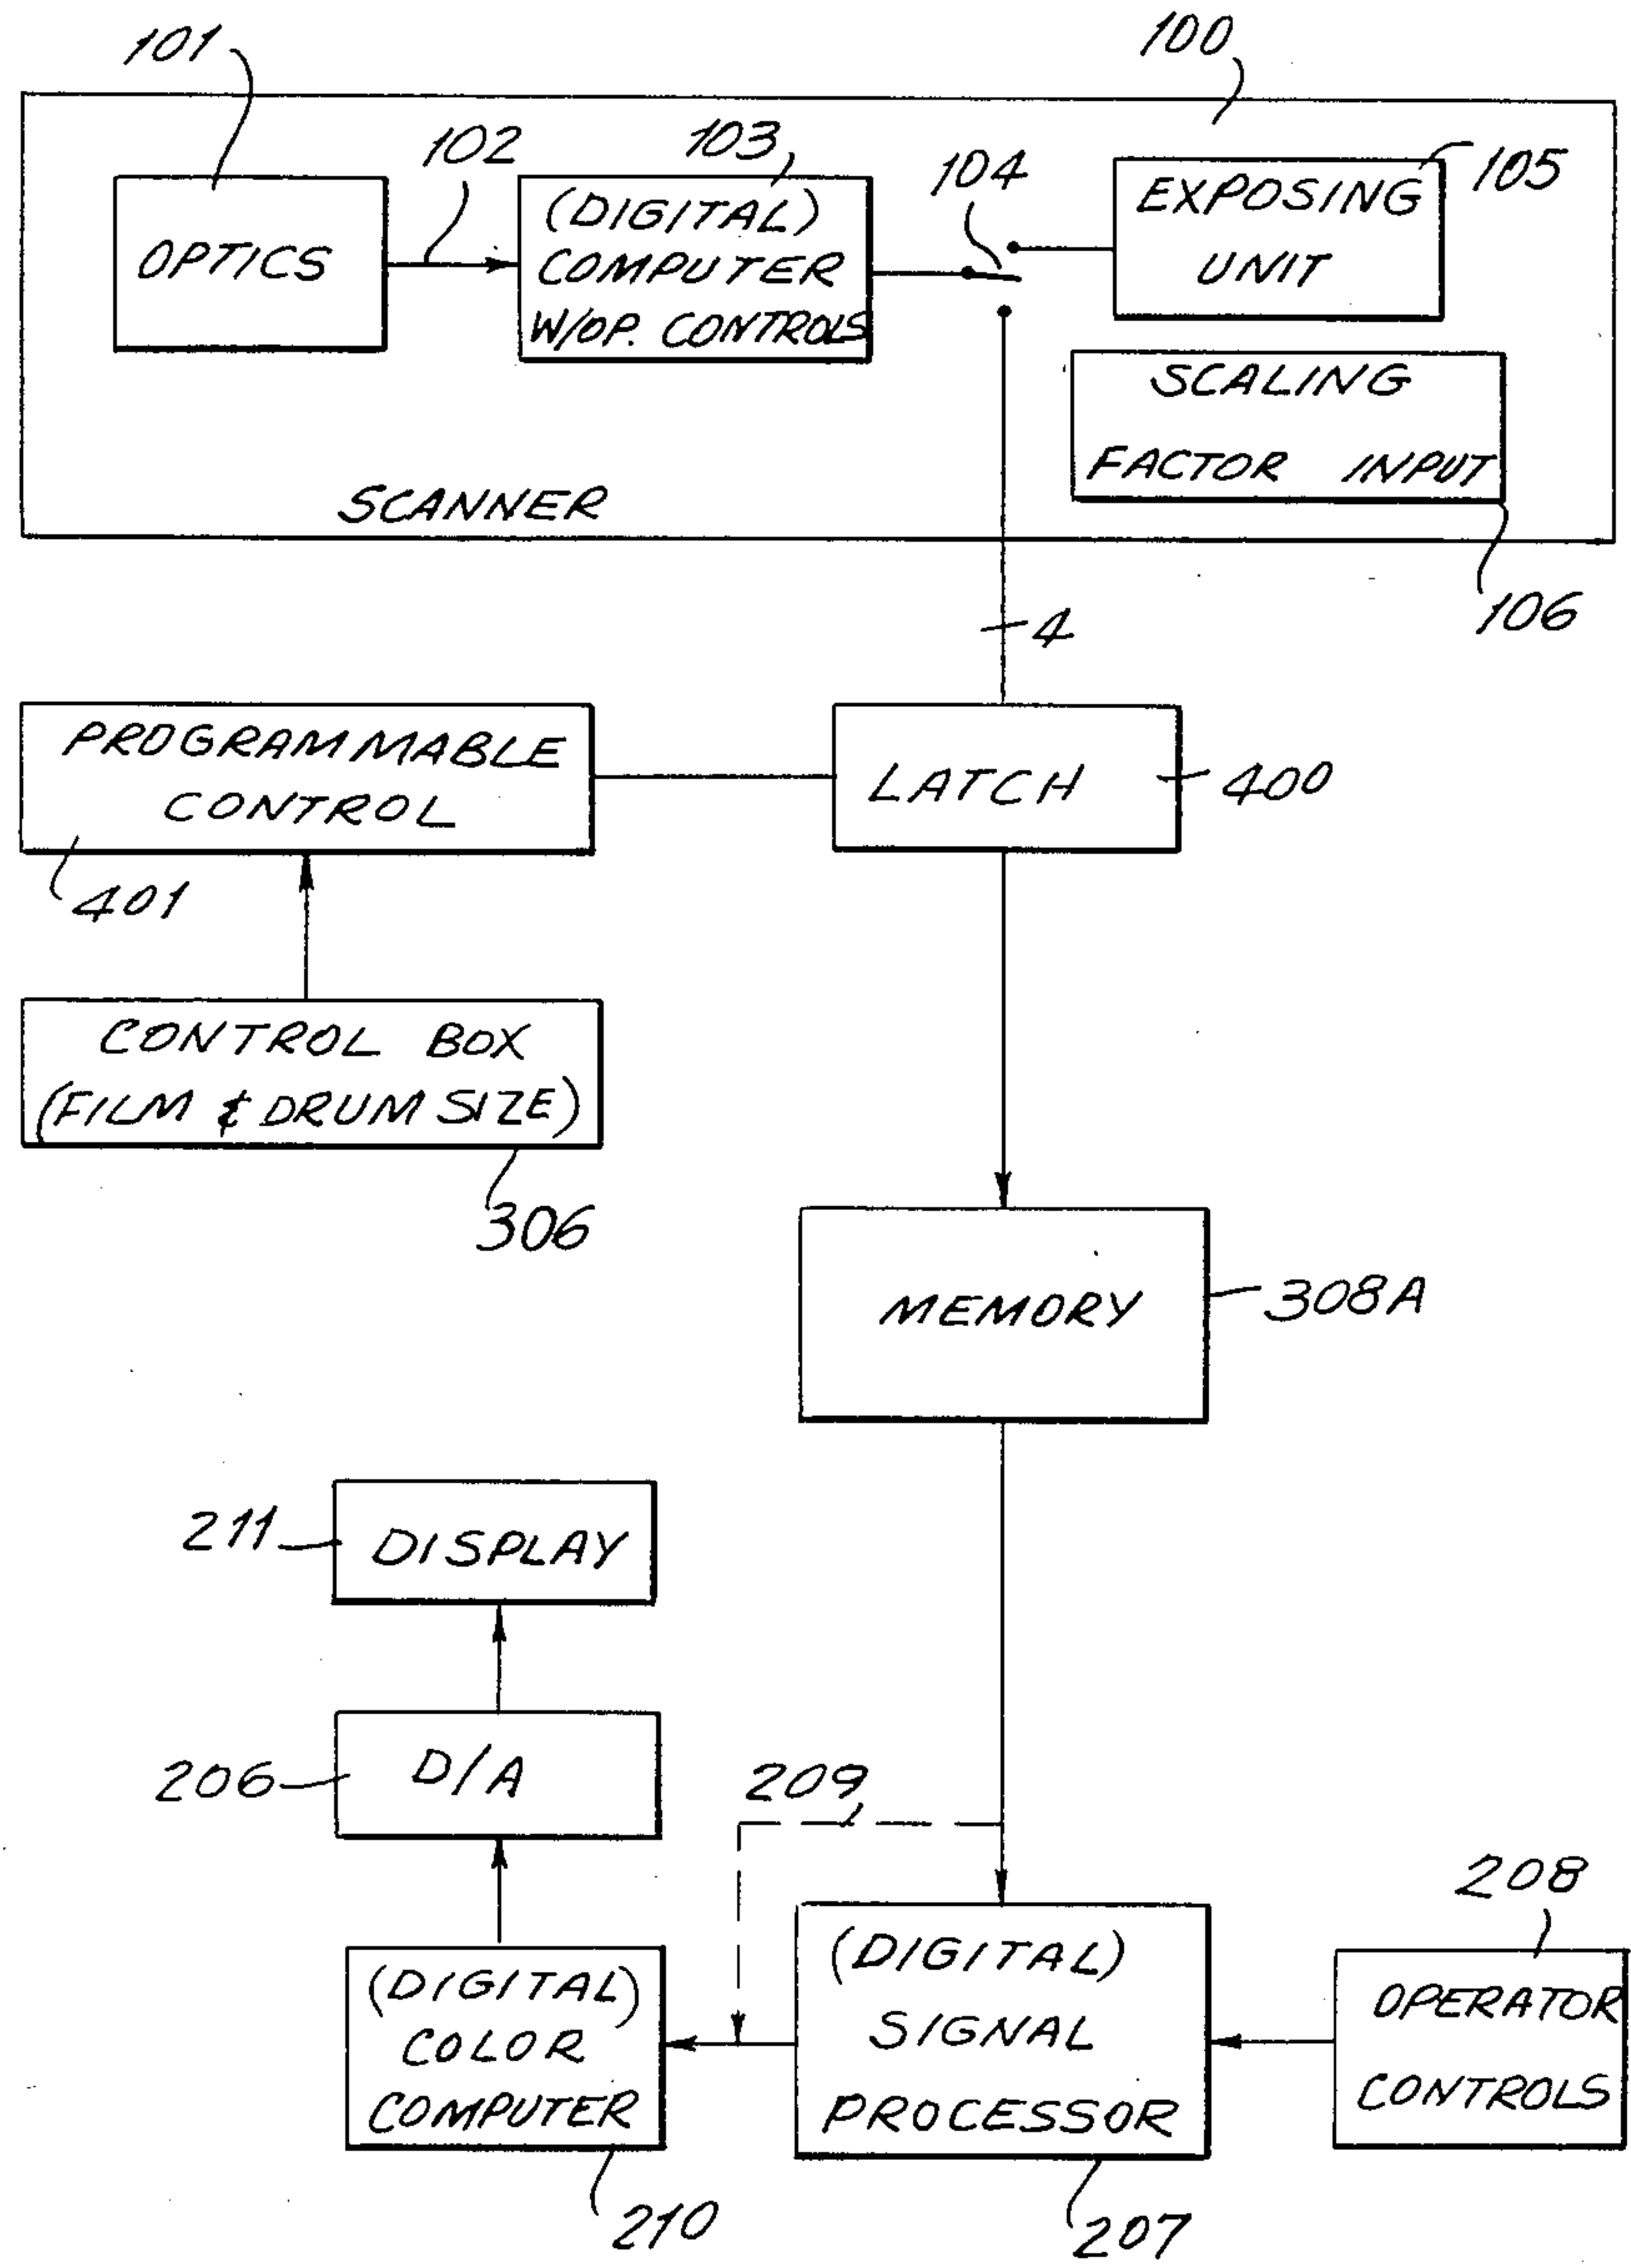 101
100
102
103
104
105
OPTICS
(DIGITAL)
COMPUTER
W/OP. CONTROLS
EXPOSING
UNIT
SCALING
FACTOR INPUT
SCANNER
106
4
PROGRAMMABLE
CONTROL
401
LATCH
400
CONTROL BOX
(FILM & DRUM SIZE)
306
MEMORY
308A
211
DISPLAY
206
D/A
209
208
(DIGITAL)
COLOR
COMPUTER
210
(DIGITAL)
SIGNAL
PROCESSOR
207
OPERATOR
CONTROLS